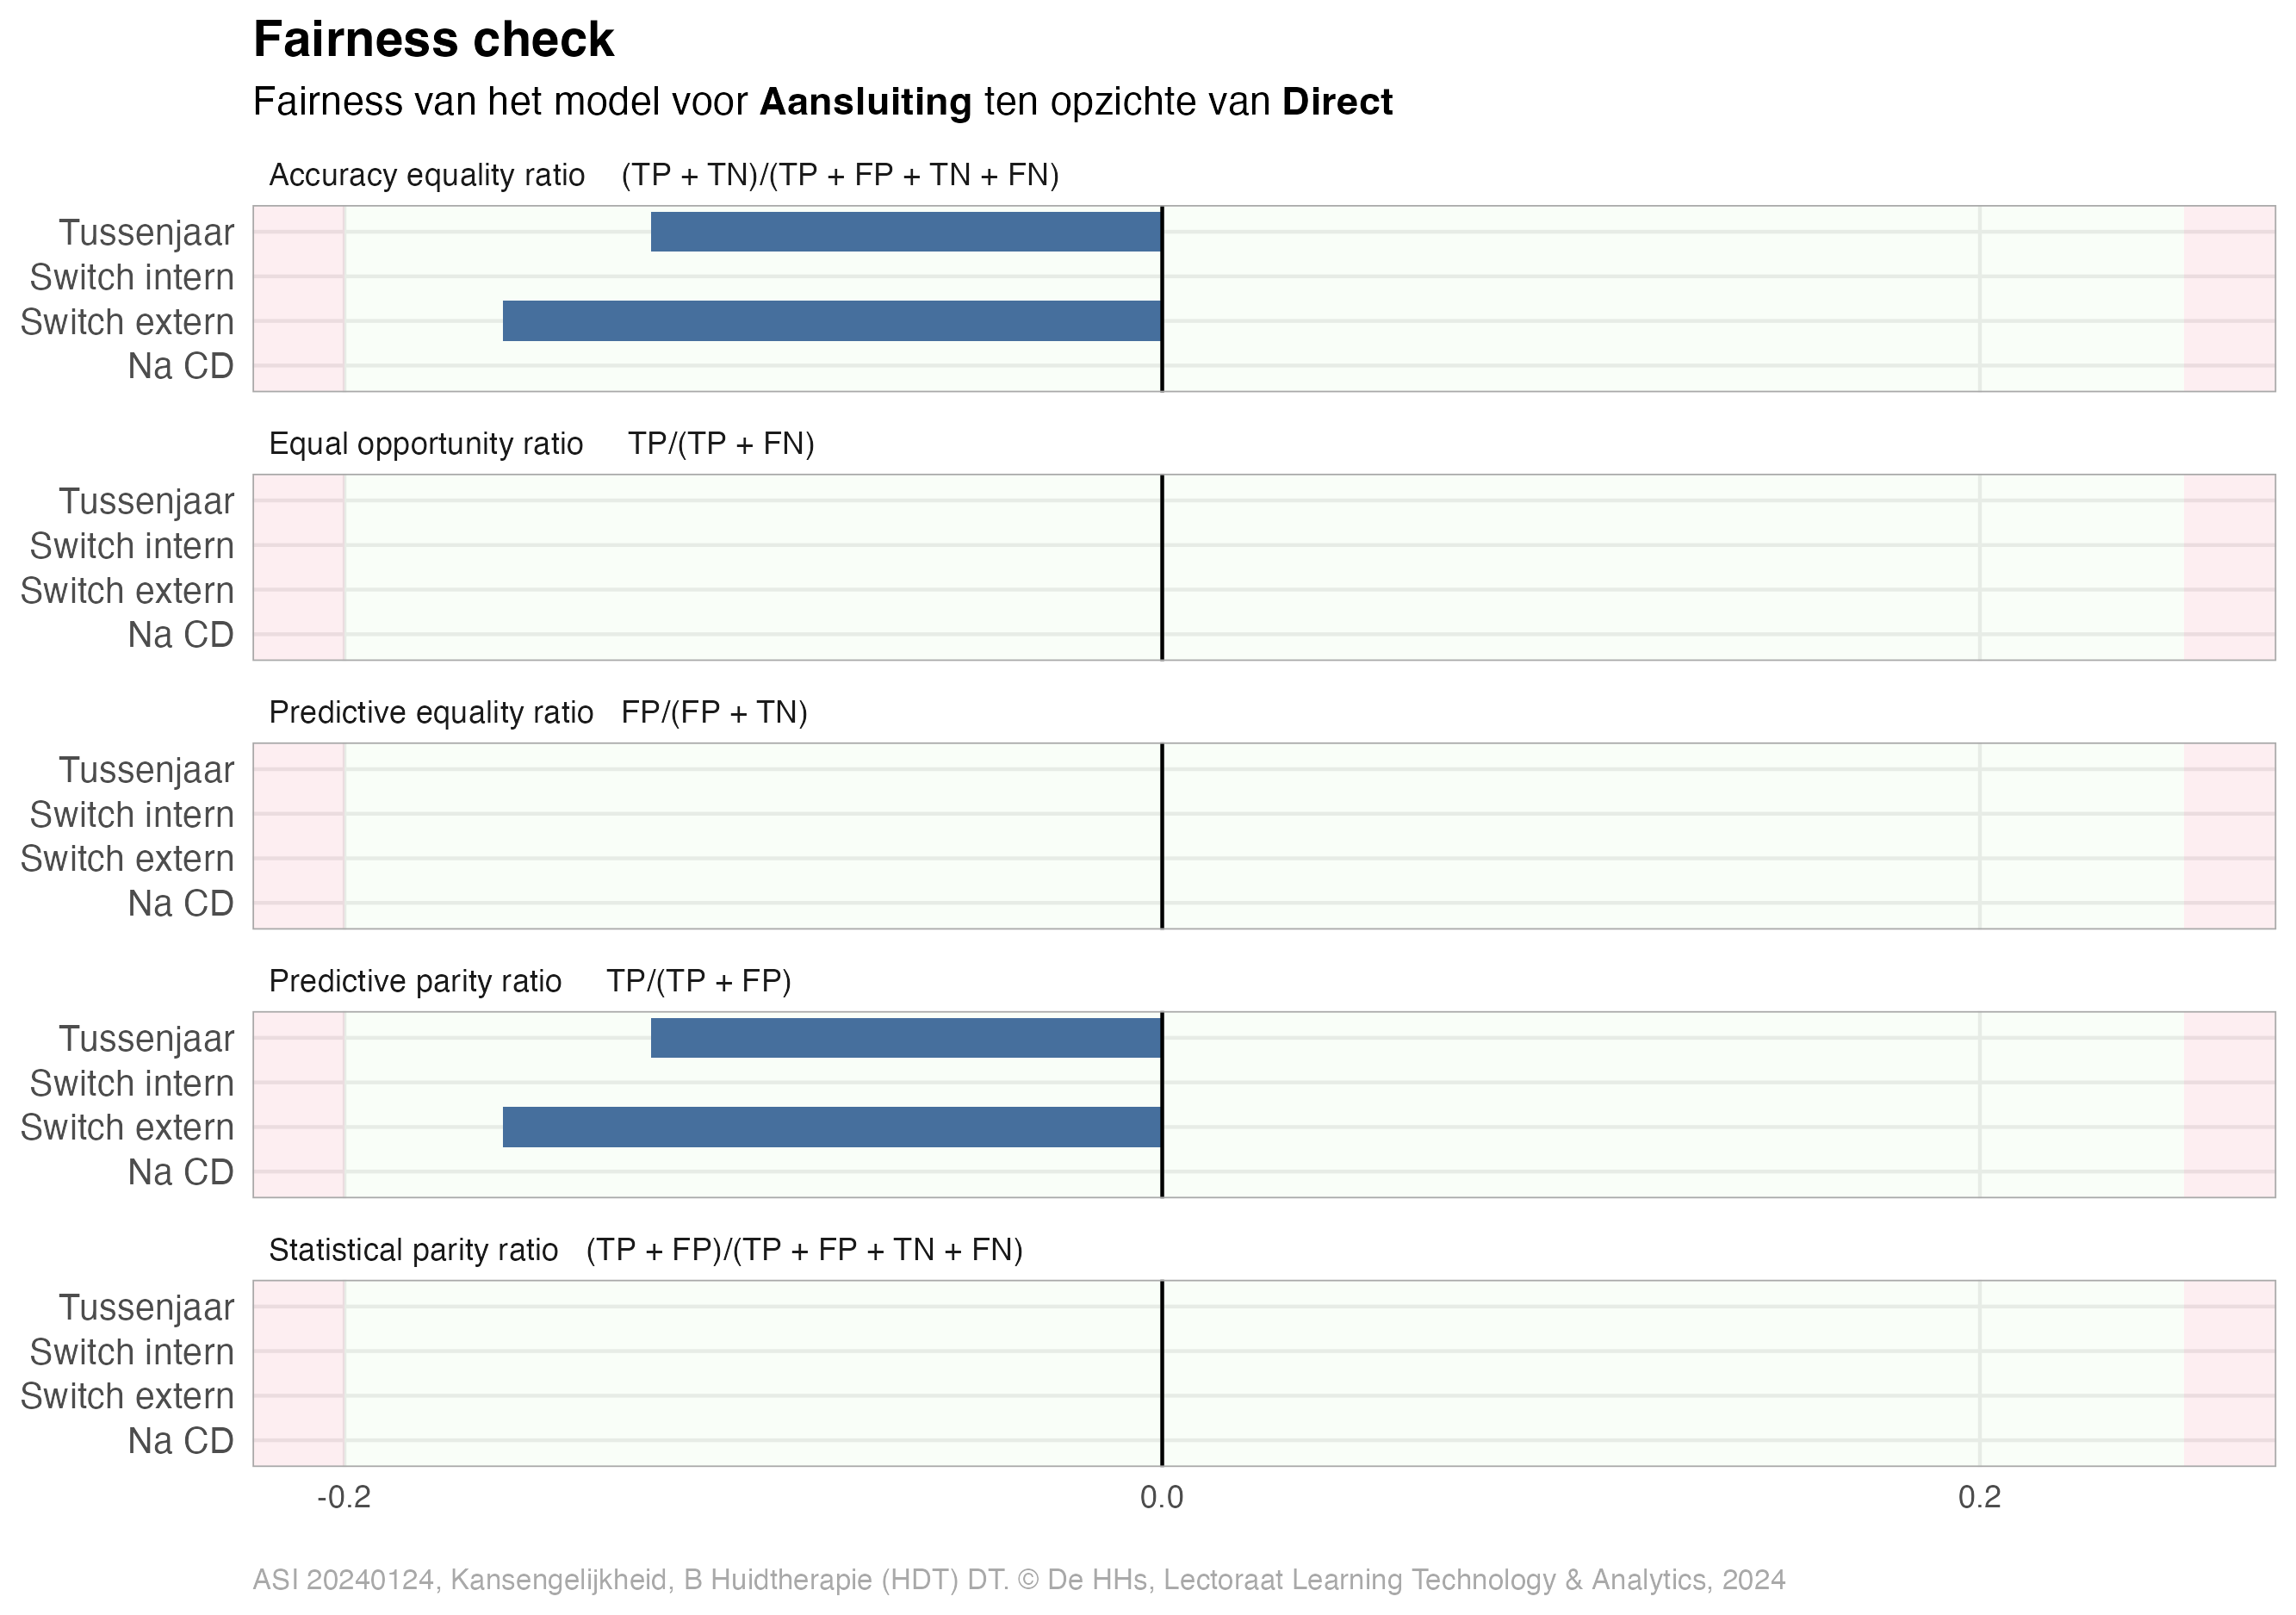 Fairness check
Fairness van het model voor Aansluiting ten opzichte van Direct
Accuracy equality ratio (TP + TN)/(TP + FP + TN + FN)
Tussenjaar
Switch intern
Switch extern
Na CD
Equal opportunity ratio TP/(TP + FN)
Tussenjaar
Switch intern
Switch extern
Na CD
Predictive equality ratio FP/(FP + TN)
Tussenjaar
Switch intern
Switch extern
Na CD
Predictive parity ratio TP/(TP + FP)
Tussenjaar
Switch intern
Switch extern
Na CD
Statistical parity ratio (TP + FP)/(TP + FP + TN + FN)
Tussenjaar
Switch intern
Switch extern
Na CD
-0.2 0.0 0.2
ASI 20240124, Kansengelijkheid, B Huidtherapie (HDT) DT. © De HHs, Lectoraat Learning Technology & Analytics, 2024